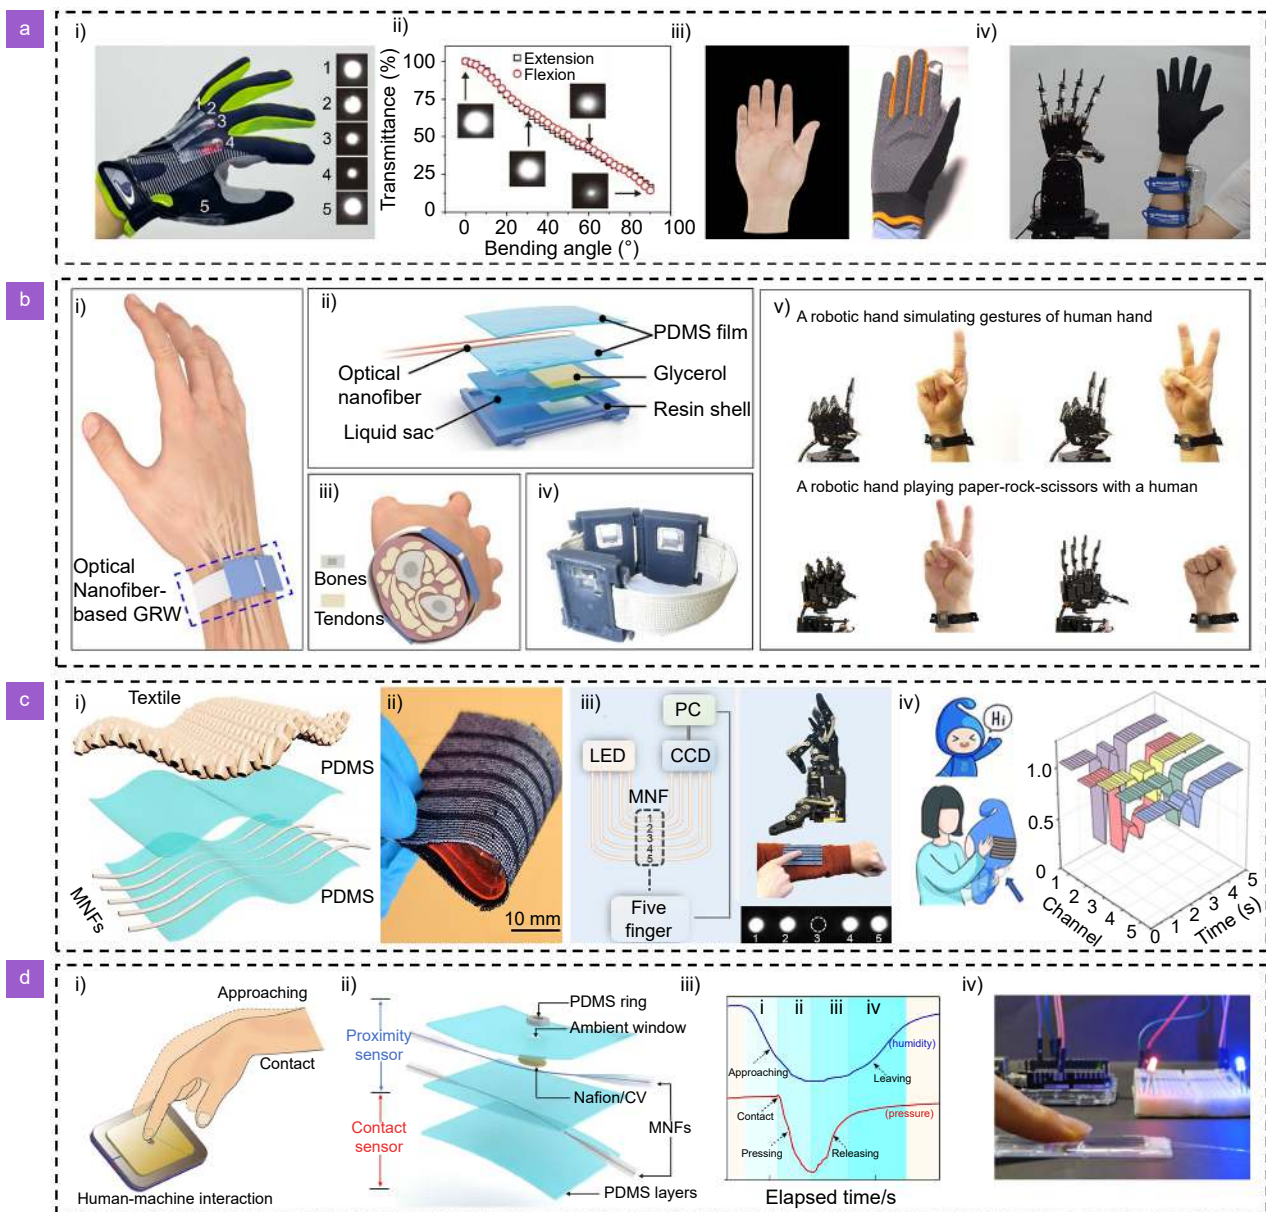 a
i)
1
2
3
4
5
1
2
3
4
5
ii)
Transmittance (%)
100
75
50
25
0
Extension
Flexion
0
20
40
60
80
100
Bending angle (°)
iii)
iv)
b
i)
Optical
Nanofiber-
based GRW
ii)
PDMS film
Optical
nanofiber
Glycerol
Liquid sac
Resin shell
iii)
Bones
Tendons
iv)
v)
A robotic hand simulating gestures of human hand
A robotic hand playing paper-rock-scissors with a human
c
i)
Textile
PDMS
PDMS
MNFs
ii)
10 mm
iii)
PC
LED
CCD
MNF
1
2
3
4
5
Five
finger
1
2
3
4
5
iv)
Hi
1.0
0.5
0
1
2
3
4
5
Channel
0
1
2
3
4
5
Time (s)
d
i)
Approaching
Contact
Human-machine interaction
ii)
Proximity
sensor
Contact
sensor
PDMS ring
Ambient window
Nafion/CV
MNFs
PDMS layers
iii)
i
ii
iii
iv
(humidity)
Approaching
Leaving
Contact
(pressure)
Pressing
Releasing
Elapsed time/s
iv)